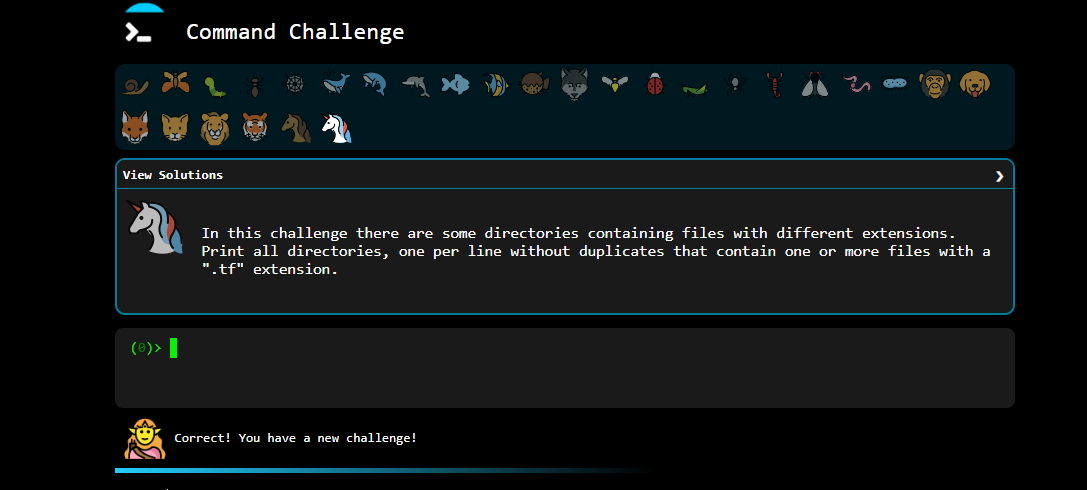 Command Challenge
View Solutions
In this challenge there are some directories containing files with different extensions.
Print all directories, one per line without duplicates that contain one or more files with a
".tf" extension.
(0)>
Correct! You have a new challenge!